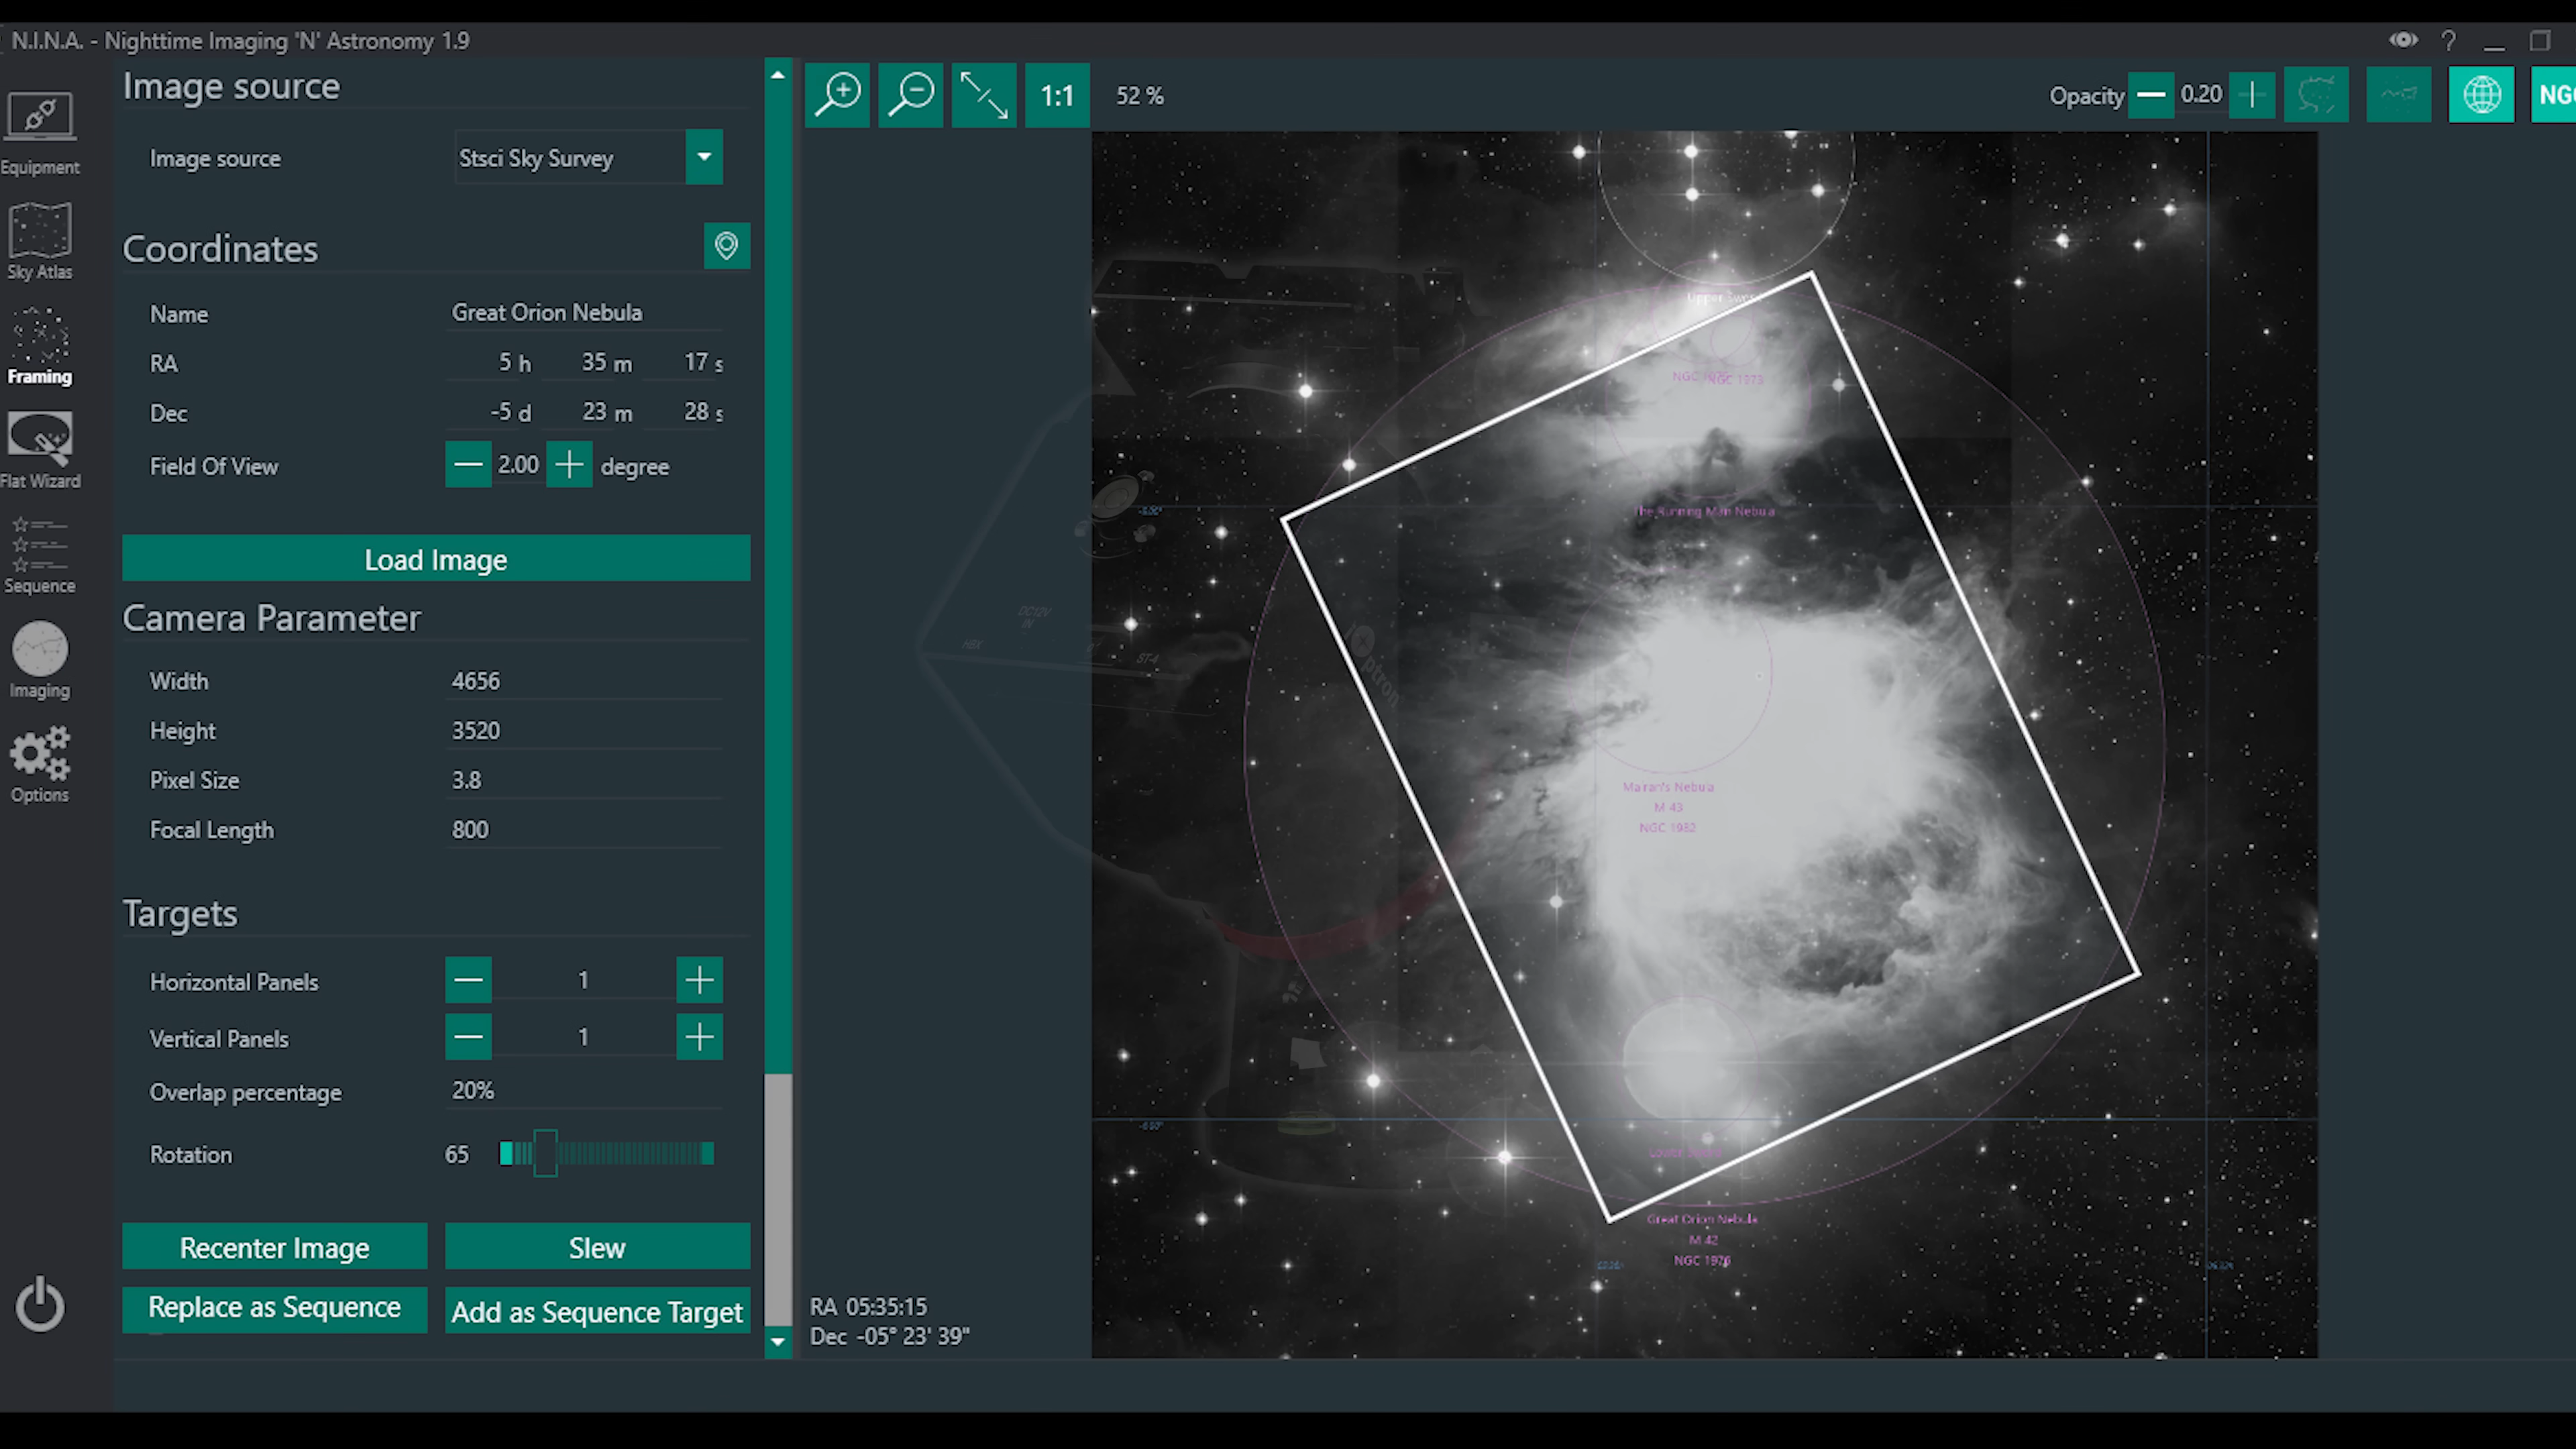 N.I.N.A. - Nighttime Imaging 'N' Astronomy 1.9
?
Equipment
Sky Atlas
Framing
Flat Wizard
Sequence
Imaging
Options
Image source
Image source Stsci Sky Survey
Coordinates
Name Great Orion Nebula
RA 5 h 35 m 17 s
Dec -5 d 23 m 28 s
Field Of View 2.00 degree
Load Image
Camera Parameter
Width 4656
Height 3520
Pixel Size 3.8
Focal Length 800
Targets
Horizontal Panels 1
Vertical Panels 1
Overlap percentage 20%
Rotation 65
Recenter Image Slew
Replace as Sequence Add as Sequence Target
1:1 52 %
Opacity 0.20
The Running Man Nebula
DC12V
IN
HBX
ST-4
Mairan's Nebula
M 43
NGC 1982
Great Orion Nebula
M 42
NGC 1976
RA 05:35:15
Dec -05° 23' 39"